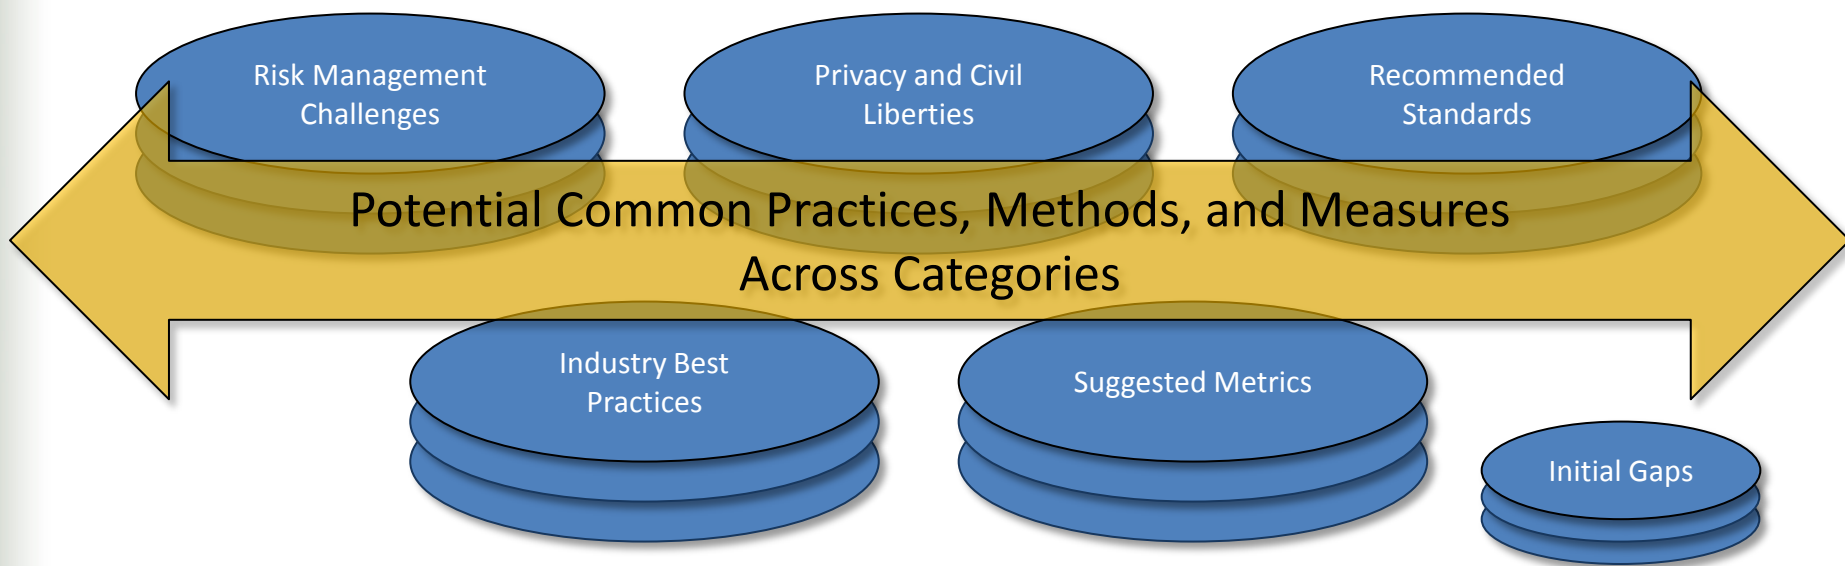 Risk Management
Challenges
Privacy and Civil
Liberties
Recommended
Standards
Potential Common Practices, Methods, and Measures
Across Categories
Industry Best
Practices
Suggested Metrics
Initial Gaps